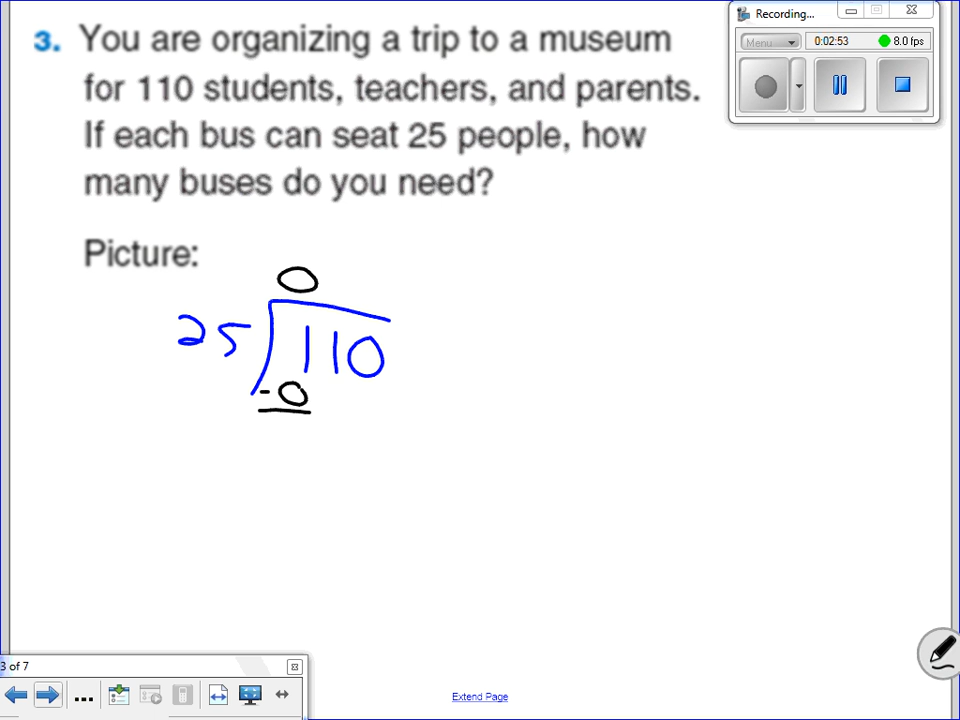 3. You are organizing a trip to a museum
for 110 students, teachers, and parents.
If each bus can seat 25 people, how
many buses do you need?
Picture:
0
25 110
-0
Recording...
Menu
0:02:53
8.0 fps
3 of 7
...
Extend Page